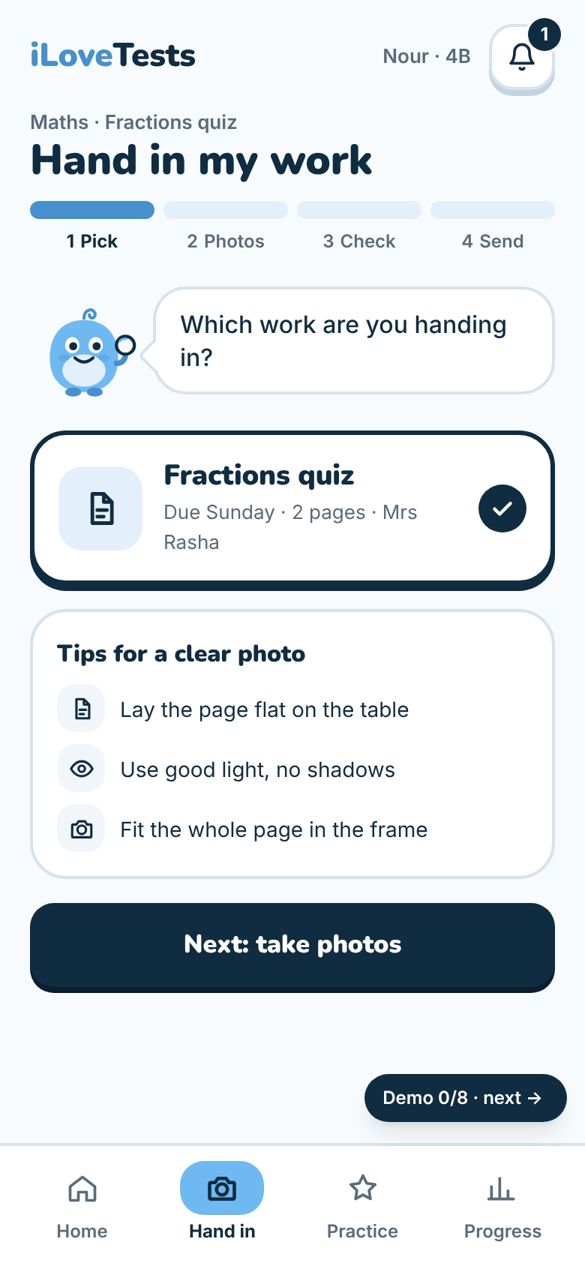 iLoveTests
Nour · 4B
1
Maths · Fractions quiz
Hand in my work
1 Pick
2 Photos
3 Check
4 Send
Which work are you handing
in?
Fractions quiz
Due Sunday · 2 pages · Mrs
Rasha
Tips for a clear photo
Lay the page flat on the table
Use good light, no shadows
Fit the whole page in the frame
Next: take photos
Demo 0/8 · next →
Home
Hand in
Practice
Progress